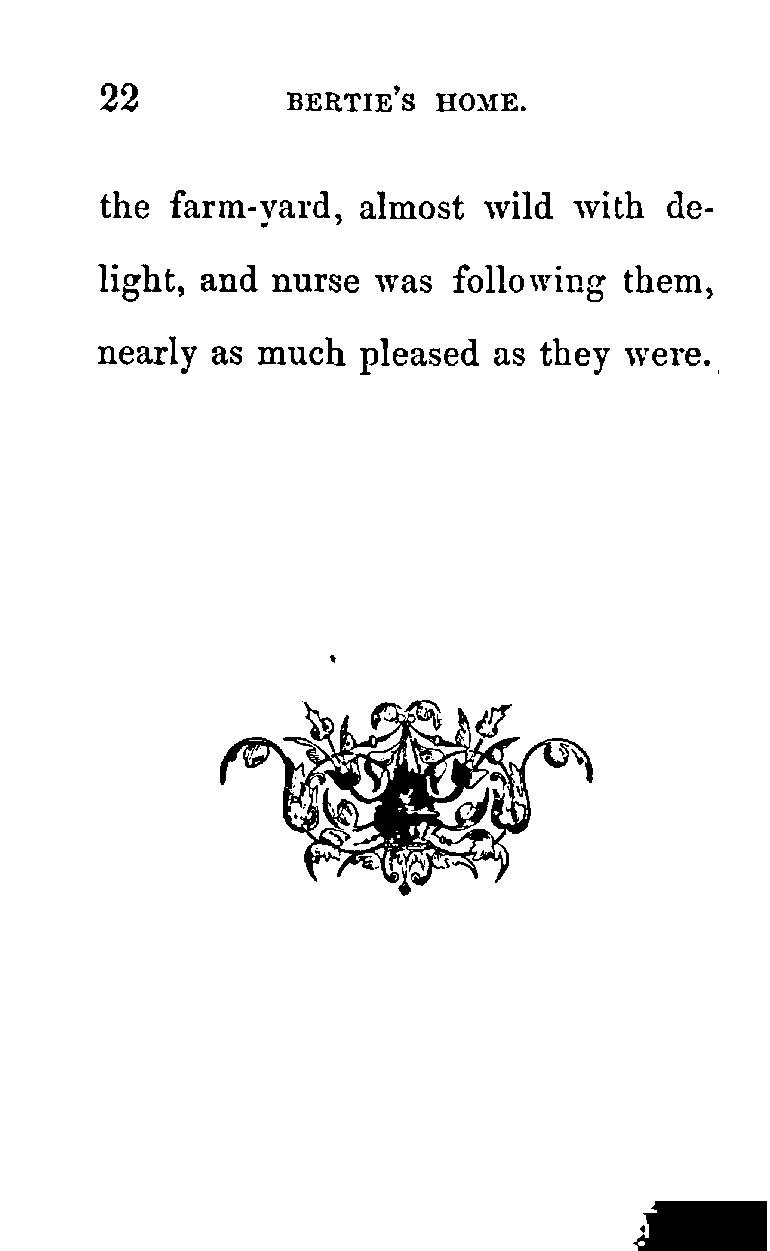 22 BERTIE'S HOME.
the farm-yard, almost wild with de-
light, and nurse was following them,
nearly as much pleased as they were.